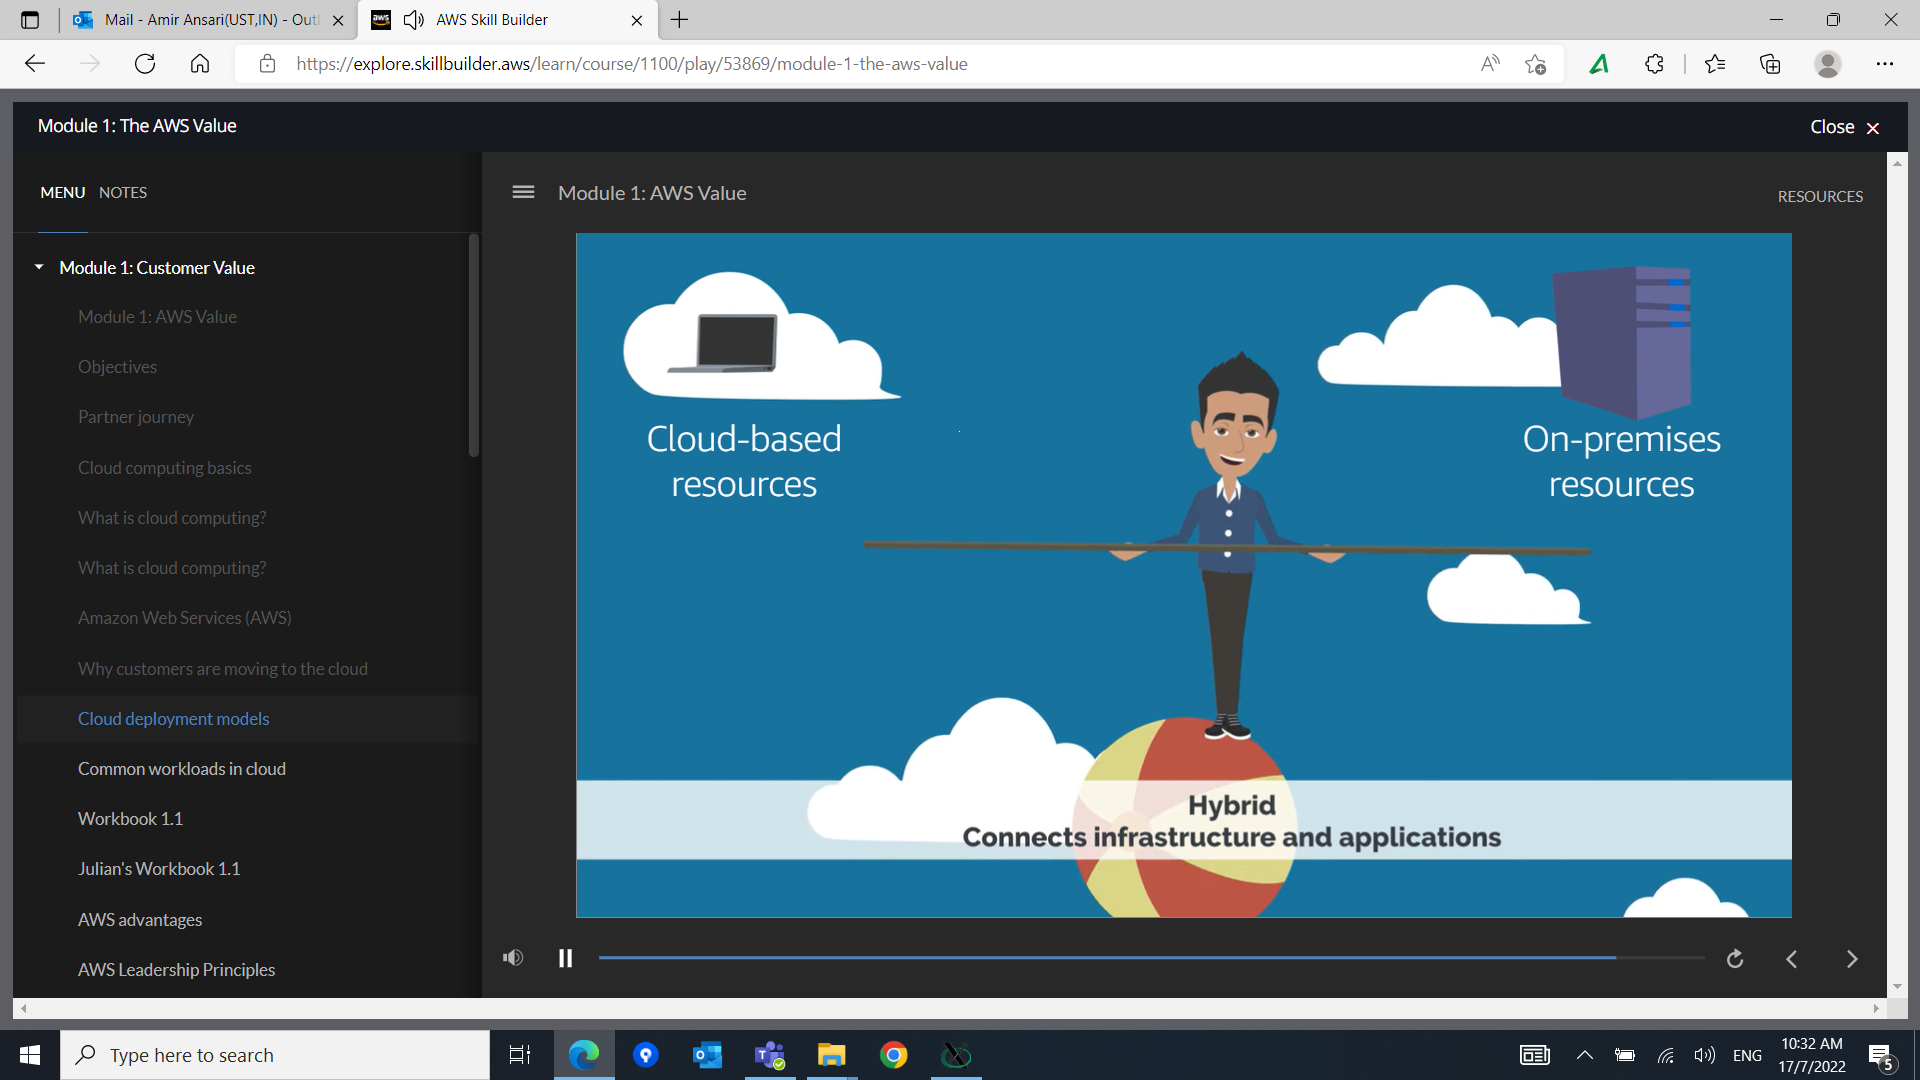 Mail - Amir Ansari(UST,IN) - Out
aws
AWS Skill Builder
https://explore.skillbuilder.aws/learn/course/1100/play/53869/module-1-the-aws-value
Module 1: The AWS Value
Close
MENU NOTES
Module 1: AWS Value
RESOURCES
Module 1: Customer Value
Module 1: AWS Value
Objectives
Partner journey
Cloud computing basics
What is cloud computing?
What is cloud computing?
Amazon Web Services (AWS)
Why customers are moving to the cloud
Cloud deployment models
Common workloads in cloud
Workbook 1.1
Julian's Workbook 1.1
AWS advantages
AWS Leadership Principles
Cloud-based
resources
On-premises
resources
Hybrid
Connects infrastructure and applications
Type here to search
ENG
10:32 AM
17/7/2022
5